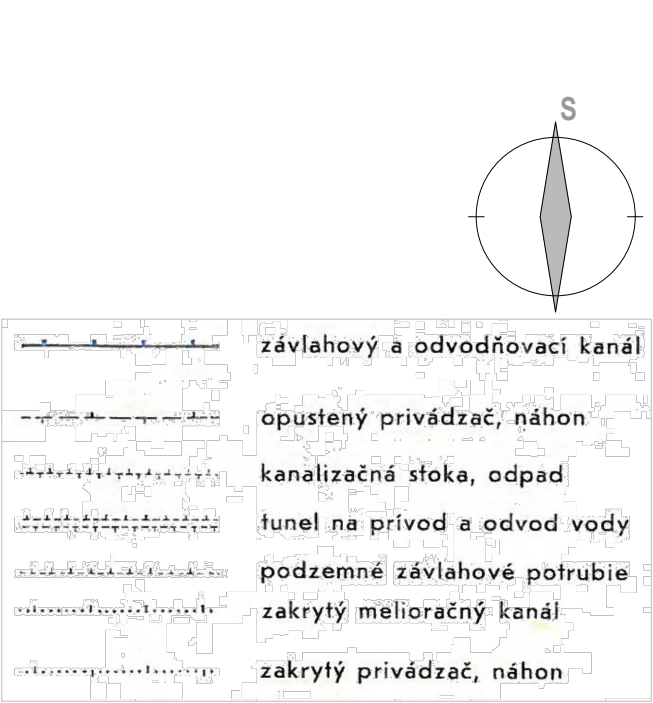 S
závlahový a odvodňovací kanál
opustený privádzač, náhon
kanalizačná stoka, odpad
tunel na prívod a odvod vody
podzemné závlahové potrubie
zakrytý melioračný kanál
zakrytý privádzač, náhon